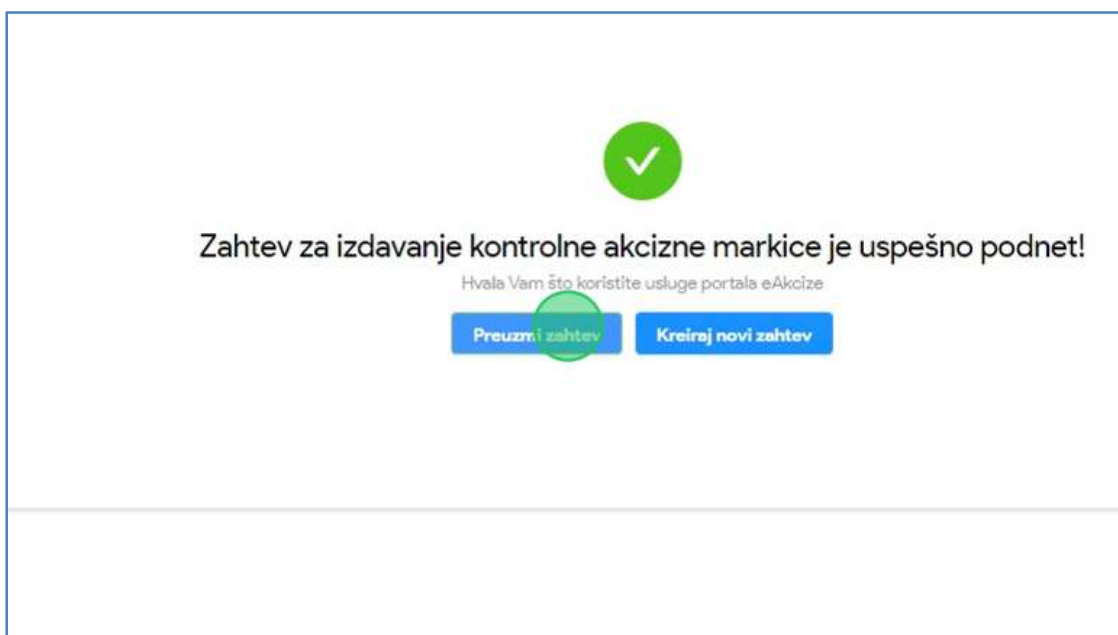 Zahtev za izdavanje kontrolne akcizne markice je uspešno podnet!
Hvala Vam što koristite usluge portala eAkcize
Preuzmi zahtev
Kreiraj novi zahtev